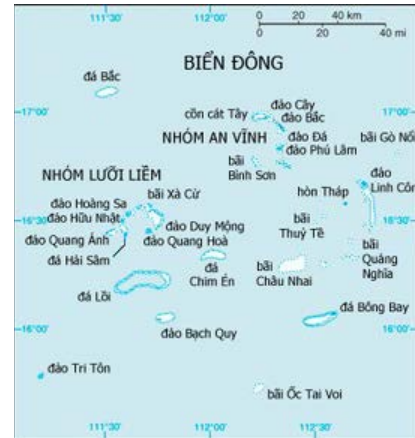 111°30' 112°00'
0 20 40 km
0 20 40 mi
BIỂN ĐÔNG
đá Bắc
17°00' 17°00'
đảo Cây
cồn cát Tây
đảo Bắc
NHÓM AN VĨNH
đảo Đá
đảo Phú Lâm
bãi Gò Nổi
bãi
Bình Sơn
NHÓM LƯỠI LIỀM
đảo
Linh Côn
hòn Tháp
bãi Xà Cừ
đảo Hoàng Sa
đảo Hữu Nhật
16°30' 16°30'
bãi
Thuỷ Tề
đảo Duy Mộng
đảo Quang Ảnh
đảo Quang Hoà
đá Hải Sâm
bãi
Quảng
Nghĩa
đá
Chim Én
bãi
Châu Nhai
đá Lồi
đá Bông Bay
16°00' 16°00'
đảo Bạch Quy
đảo Tri Tôn
bãi Ốc Tai Voi
111°30' 112°00' 112°30'